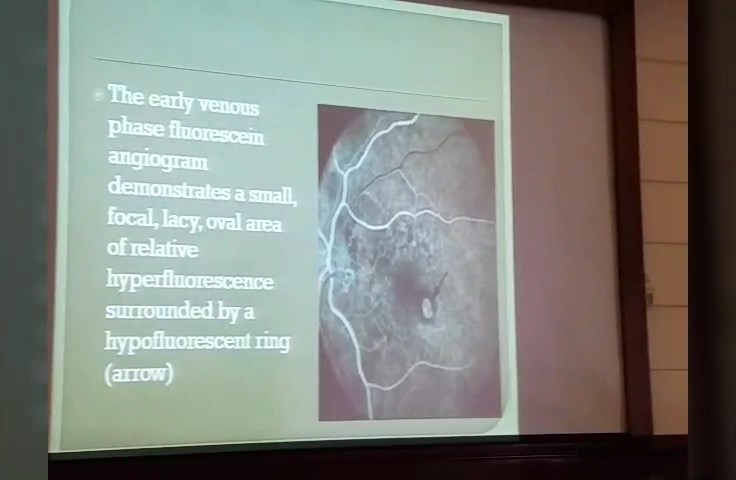 The early venous
phase fluorescein
angiogram
demonstrates a small,
focal, lacy, oval area
of relative
hyperfluorescence
surrounded by a
hypofluorescent ring
(arrow)